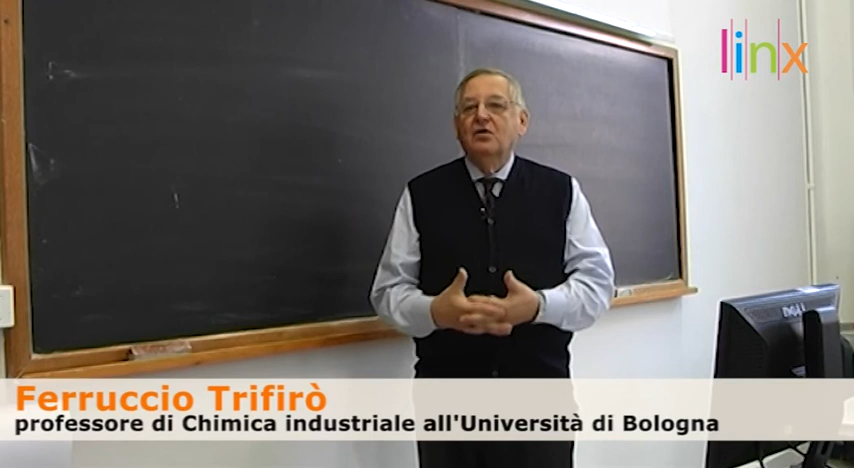 linx
DELL
Ferruccio Trifirò
professore di Chimica industriale all'Università di Bologna